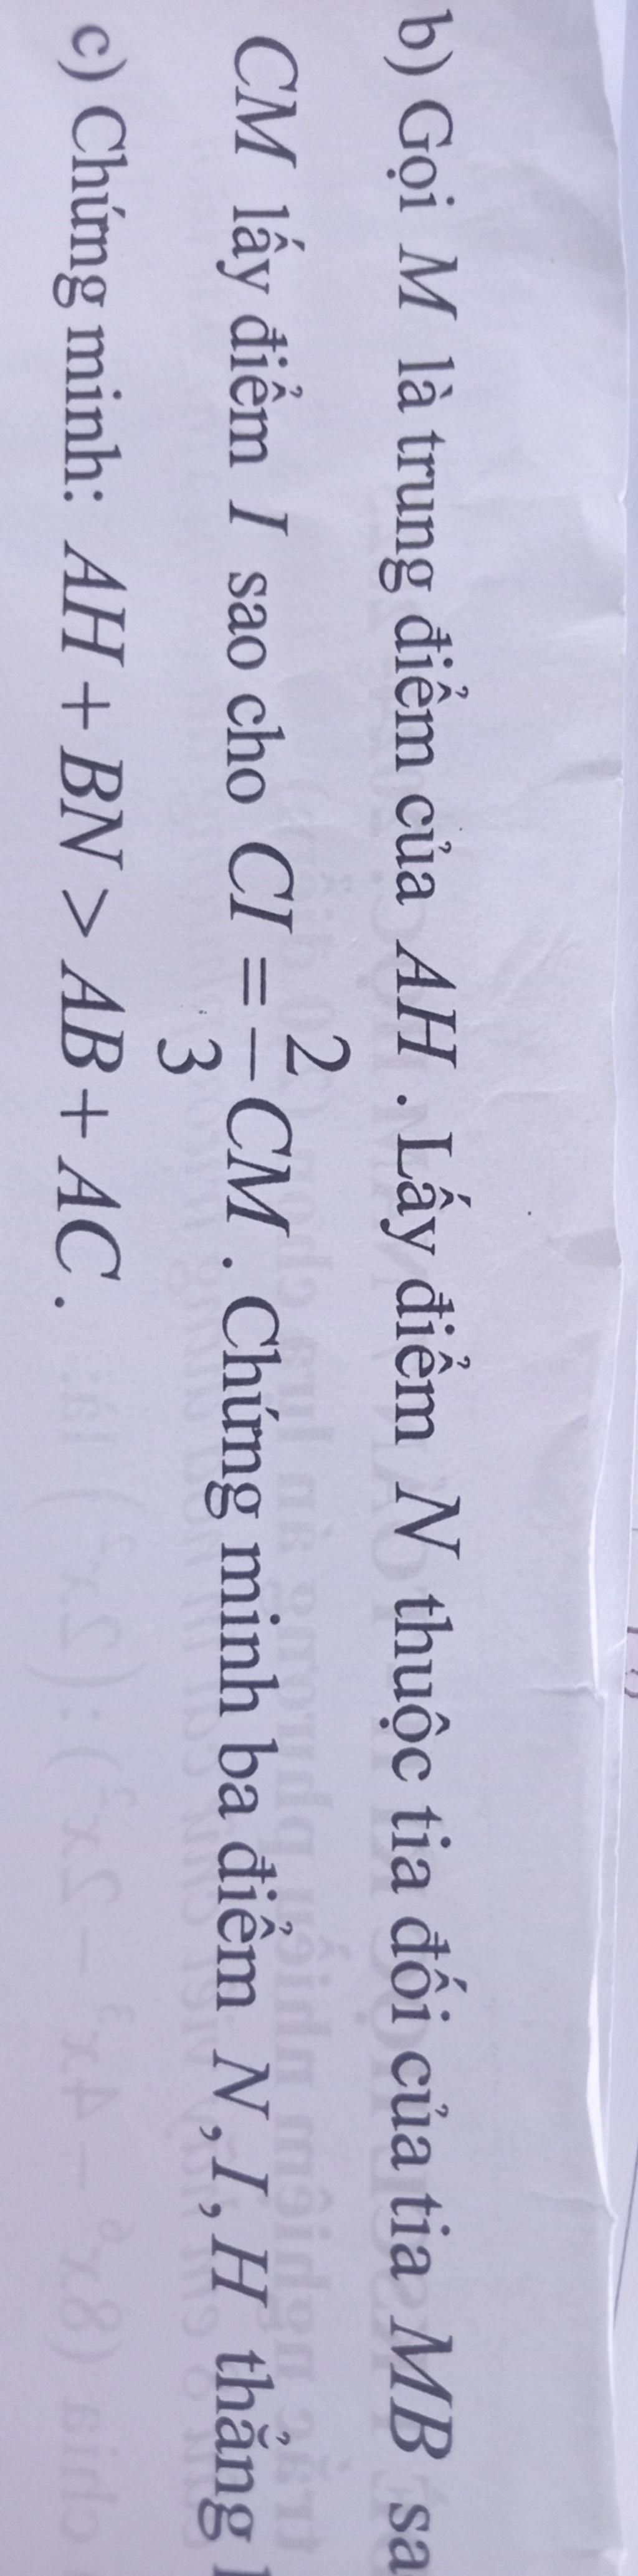 b) Gọi M là trung điểm của AH. Lấy điểm N thuộc tia đối của tia MB
CM lấy điểm I sao cho CI = \frac{2}{3}CM. Chứng minh ba điểm N, I, H thẳng
c) Chứng minh: AH + BN > AB + AC.